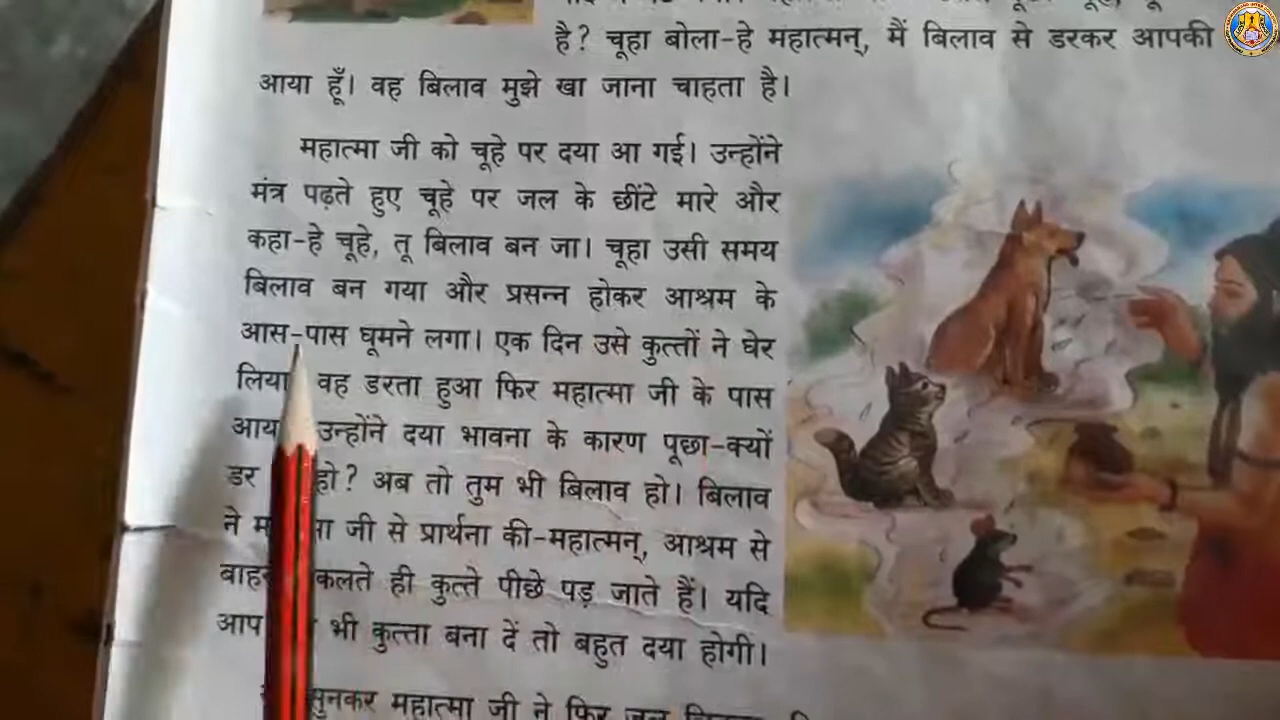 है? चूहा बोला-हे महात्मन्, मैं बिलाव से डरकर आपकी
आया हूँ। वह बिलाव मुझे खा जाना चाहता है।
महात्मा जी को चूहे पर दया आ गई। उन्होंने
मंत्र पढ़ते हुए चूहे पर जल के छींटे मारे और
कहा-हे चूहे, तू बिलाव बन जा। चूहा उसी समय
बिलाव बन गया और प्रसन्न होकर आश्रम के
आस-पास घूमने लगा। एक दिन उसे कुत्तों ने घेर
लिया वह डरता हुआ फिर महात्मा जी के पास
उन्होंने दया भावना के कारण पूछा-क्यों
डर हो? अब तो तुम भी बिलाव हो। बिलाव
ने जी से प्रार्थना की-महात्मन्, आश्रम से
ही कुत्ते पीछे पड़ जाते हैं। यदि
आप भी कुत्ता बना दें तो बहुत दया होगी।
सुनकर महात्मा जी ने फिर जल